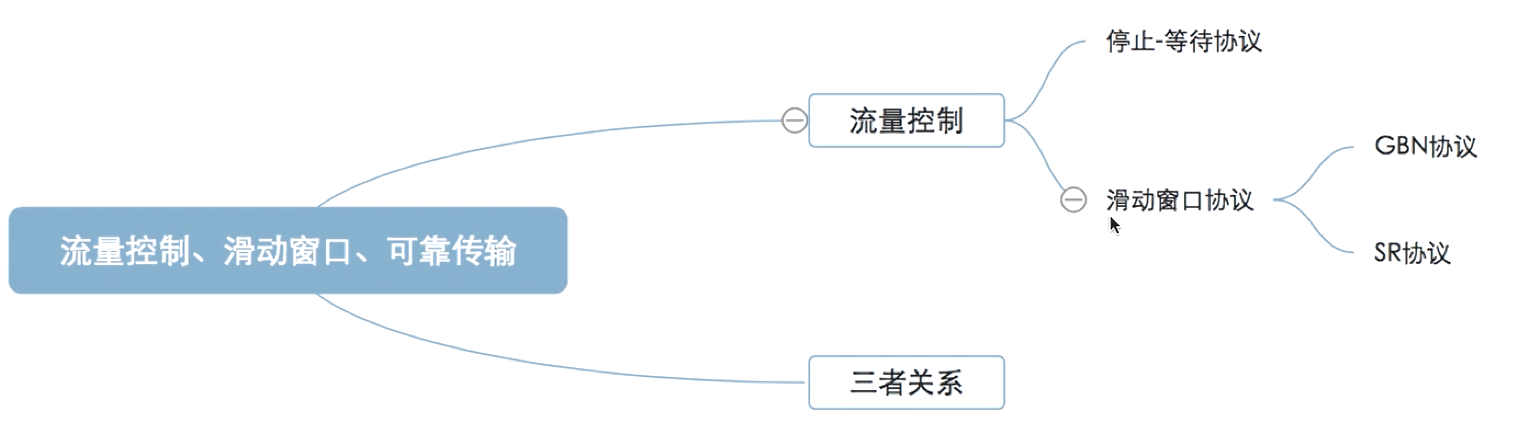 停止-等待协议
流量控制
GBN协议
滑动窗口协议
流量控制、滑动窗口、可靠传输
SR协议
三者关系